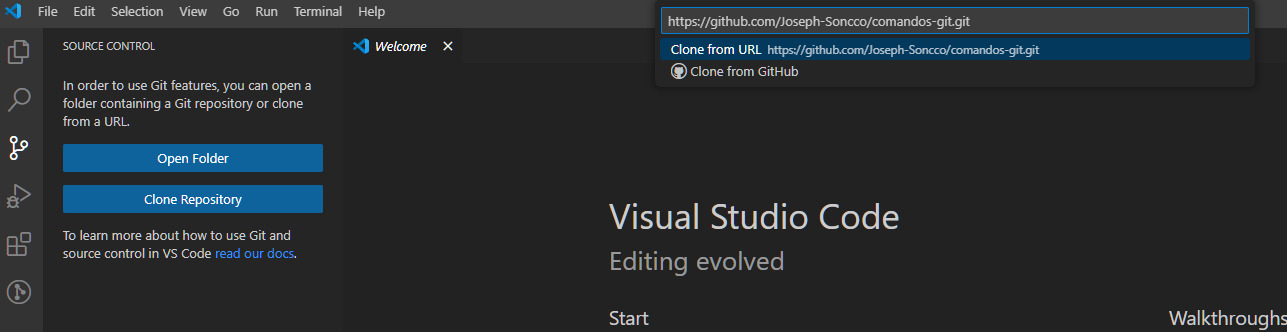 File Edit Selection View Go Run Terminal Help
https://github.com/Joseph-Soncco/comandos-git.git
Clone from URL https://github.com/Joseph-Soncco/comandos-git.git
Clone from GitHub
SOURCE CONTROL
Welcome
In order to use Git features, you can open a
folder containing a Git repository or clone
from a URL.
Open Folder
Clone Repository
To learn more about how to use Git and
source control in VS Code read our docs.
Visual Studio Code
Editing evolved
Start
Walkthroughs